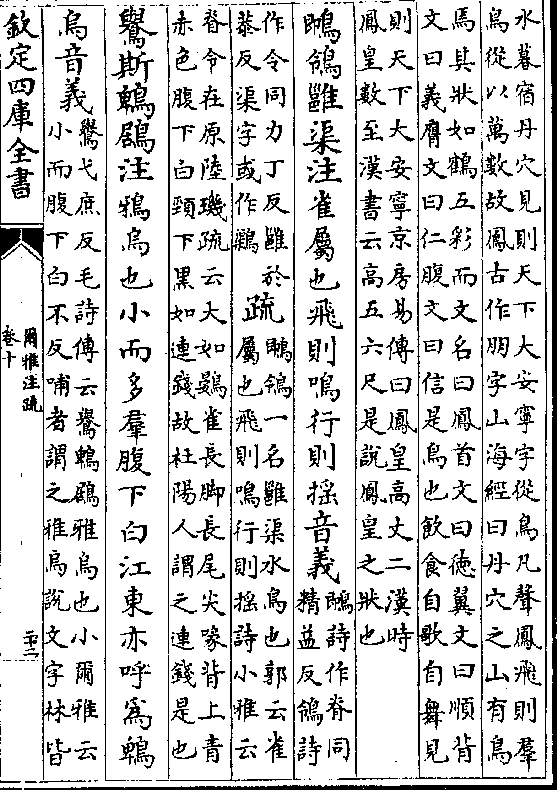 水暮宿丹穴見則天下大安寧字從鳥凡聲鳳飛則羣
鳥從以萬數故鳳古作朋字山海經曰丹穴之山有鳥
焉其狀如鶴五彩而文名曰鳳首文曰德翼文曰順背
文曰義膺文曰仁腹文曰信是鳥也飲食自歌自舞見
則天下大安寧京房易傳曰鳳皇高丈二漢時
鳳皇數至漢書云高五六尺是說鳳皇之狀也
鵙鴒雝渠注雀屬也飛則鳴行則搖音義
鵙詩作脊同
精益反鴒詩
作令同力丁反雝於
恭反渠字或作鸔
疏
鵙鴒一名雝渠水鳥也郭云雀
屬也飛則鳴行則搖詩小雅云
脊令在原陸璣疏云大如鷃雀長脚長尾尖喙背上青
赤色腹下白頸下黑如連錢故杜陽人謂之連錢是也
鸒斯鵯鶋注鴉烏也小而多羣腹下白江東亦呼爲鵯
烏音義
鸒弋庶反毛詩傳云鸒鵯鶋雅烏也小爾雅云
小而腹下白不反哺者謂之雅烏說文字林皆
欽定四庫全書
爾雅注疏
卷十
二十二